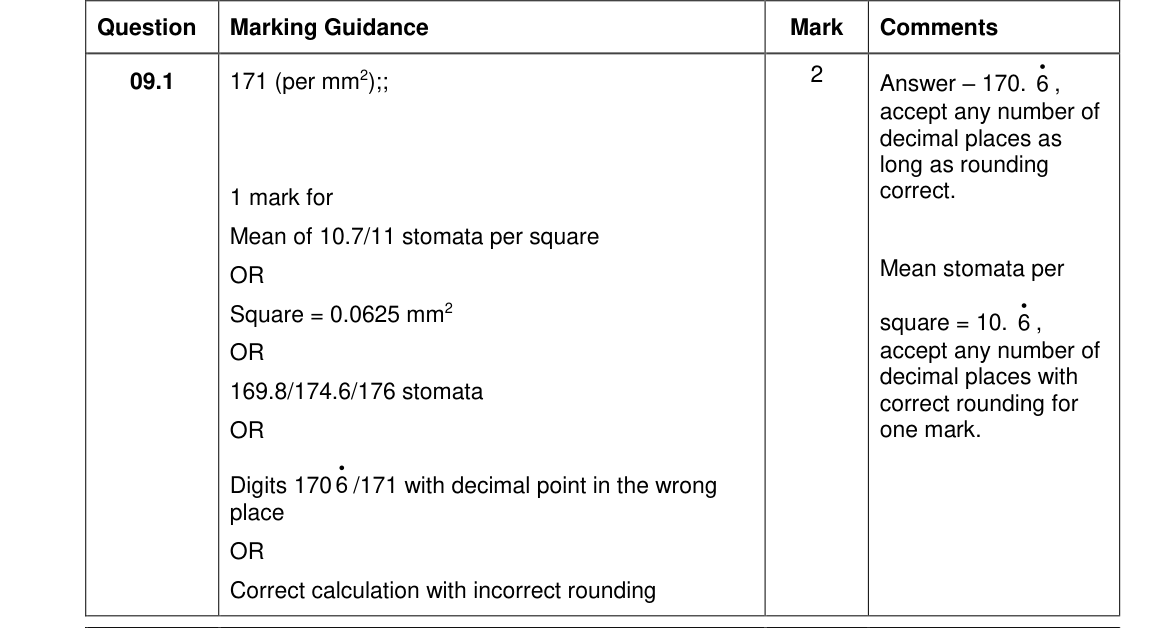 Question Marking Guidance Mark Comments
09.1
171 (per mm²);;
1 mark for
Mean of 10.7/11 stomata per square
OR
Square = 0.0625 mm²
OR
169.8/174.6/176 stomata
OR
Digits 1706̇/171 with decimal point in the wrong
place
OR
Correct calculation with incorrect rounding
2
Answer – 170. 6̇ ,
accept any number of
decimal places as
long as rounding
correct.
Mean stomata per
square = 10. 6̇ ,
accept any number of
decimal places with
correct rounding for
one mark.